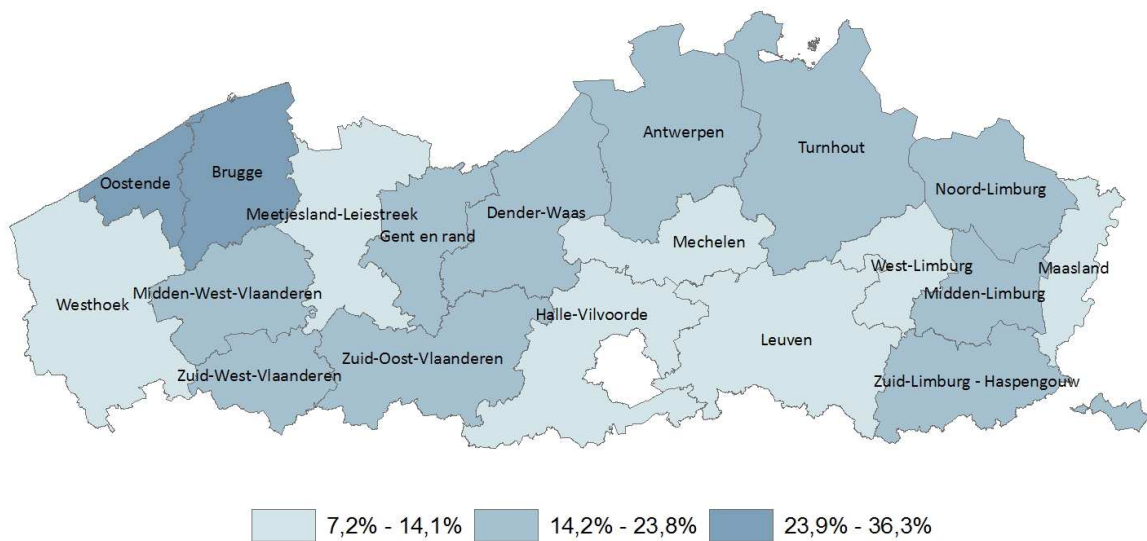 Antwerpen
Turnhout
Brugge
Oostende
Noord-Limburg
Meetjesland-Leiestreek
Dender-Waas
Gent en rand
Mechelen
West-Limburg
Maasland
Midden-West-Vlaanderen
Midden-Limburg
Westhoek
Halle-Vilvoorde
Leuven
Zuid-Oost-Vlaanderen
Zuid-West-Vlaanderen
Zuid-Limburg - Haspengouw
7,2% - 14,1%
14,2% - 23,8%
23,9% - 36,3%